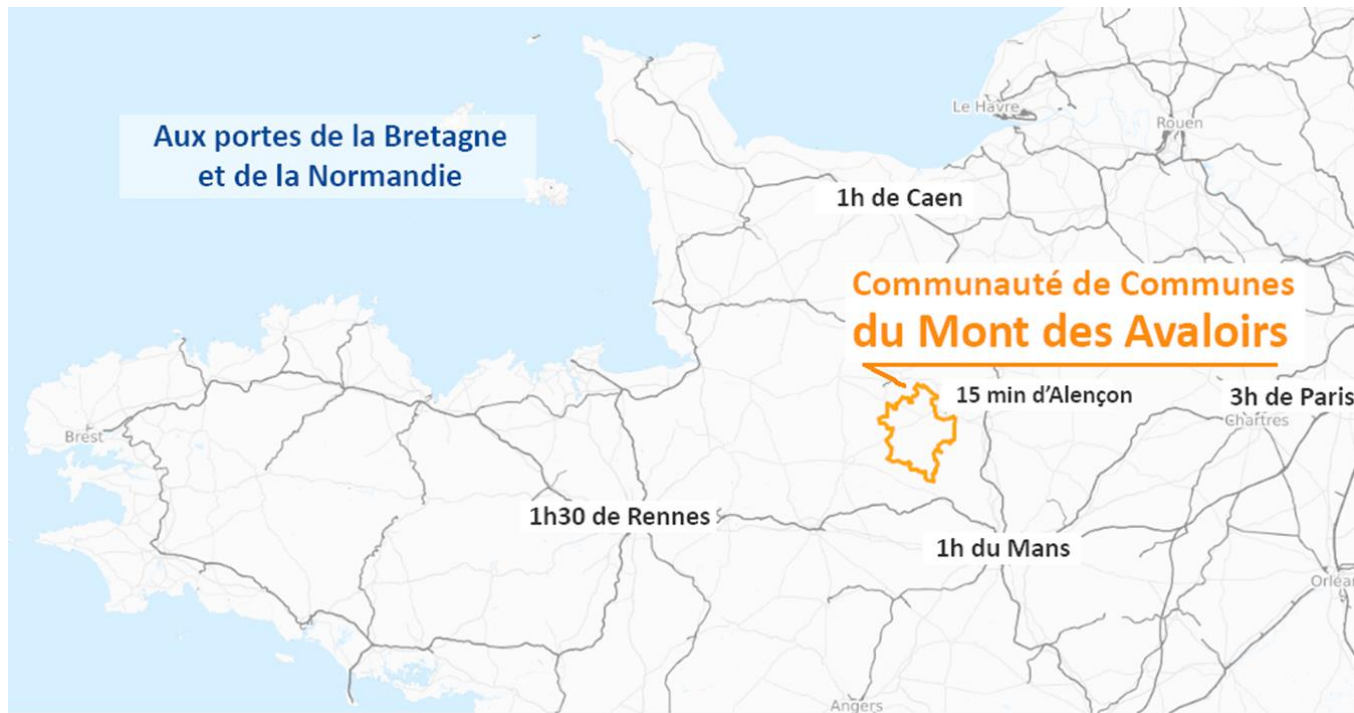 Le Havre
Rouen
Aux portes de la Bretagne
et de la Normandie
1h de Caen
Communauté de Communes
du Mont des Avaloirs
15 min d'Alençon
3h de Paris
Chartres
Brest
1h30 de Rennes
1h du Mans
Orléan
Angers